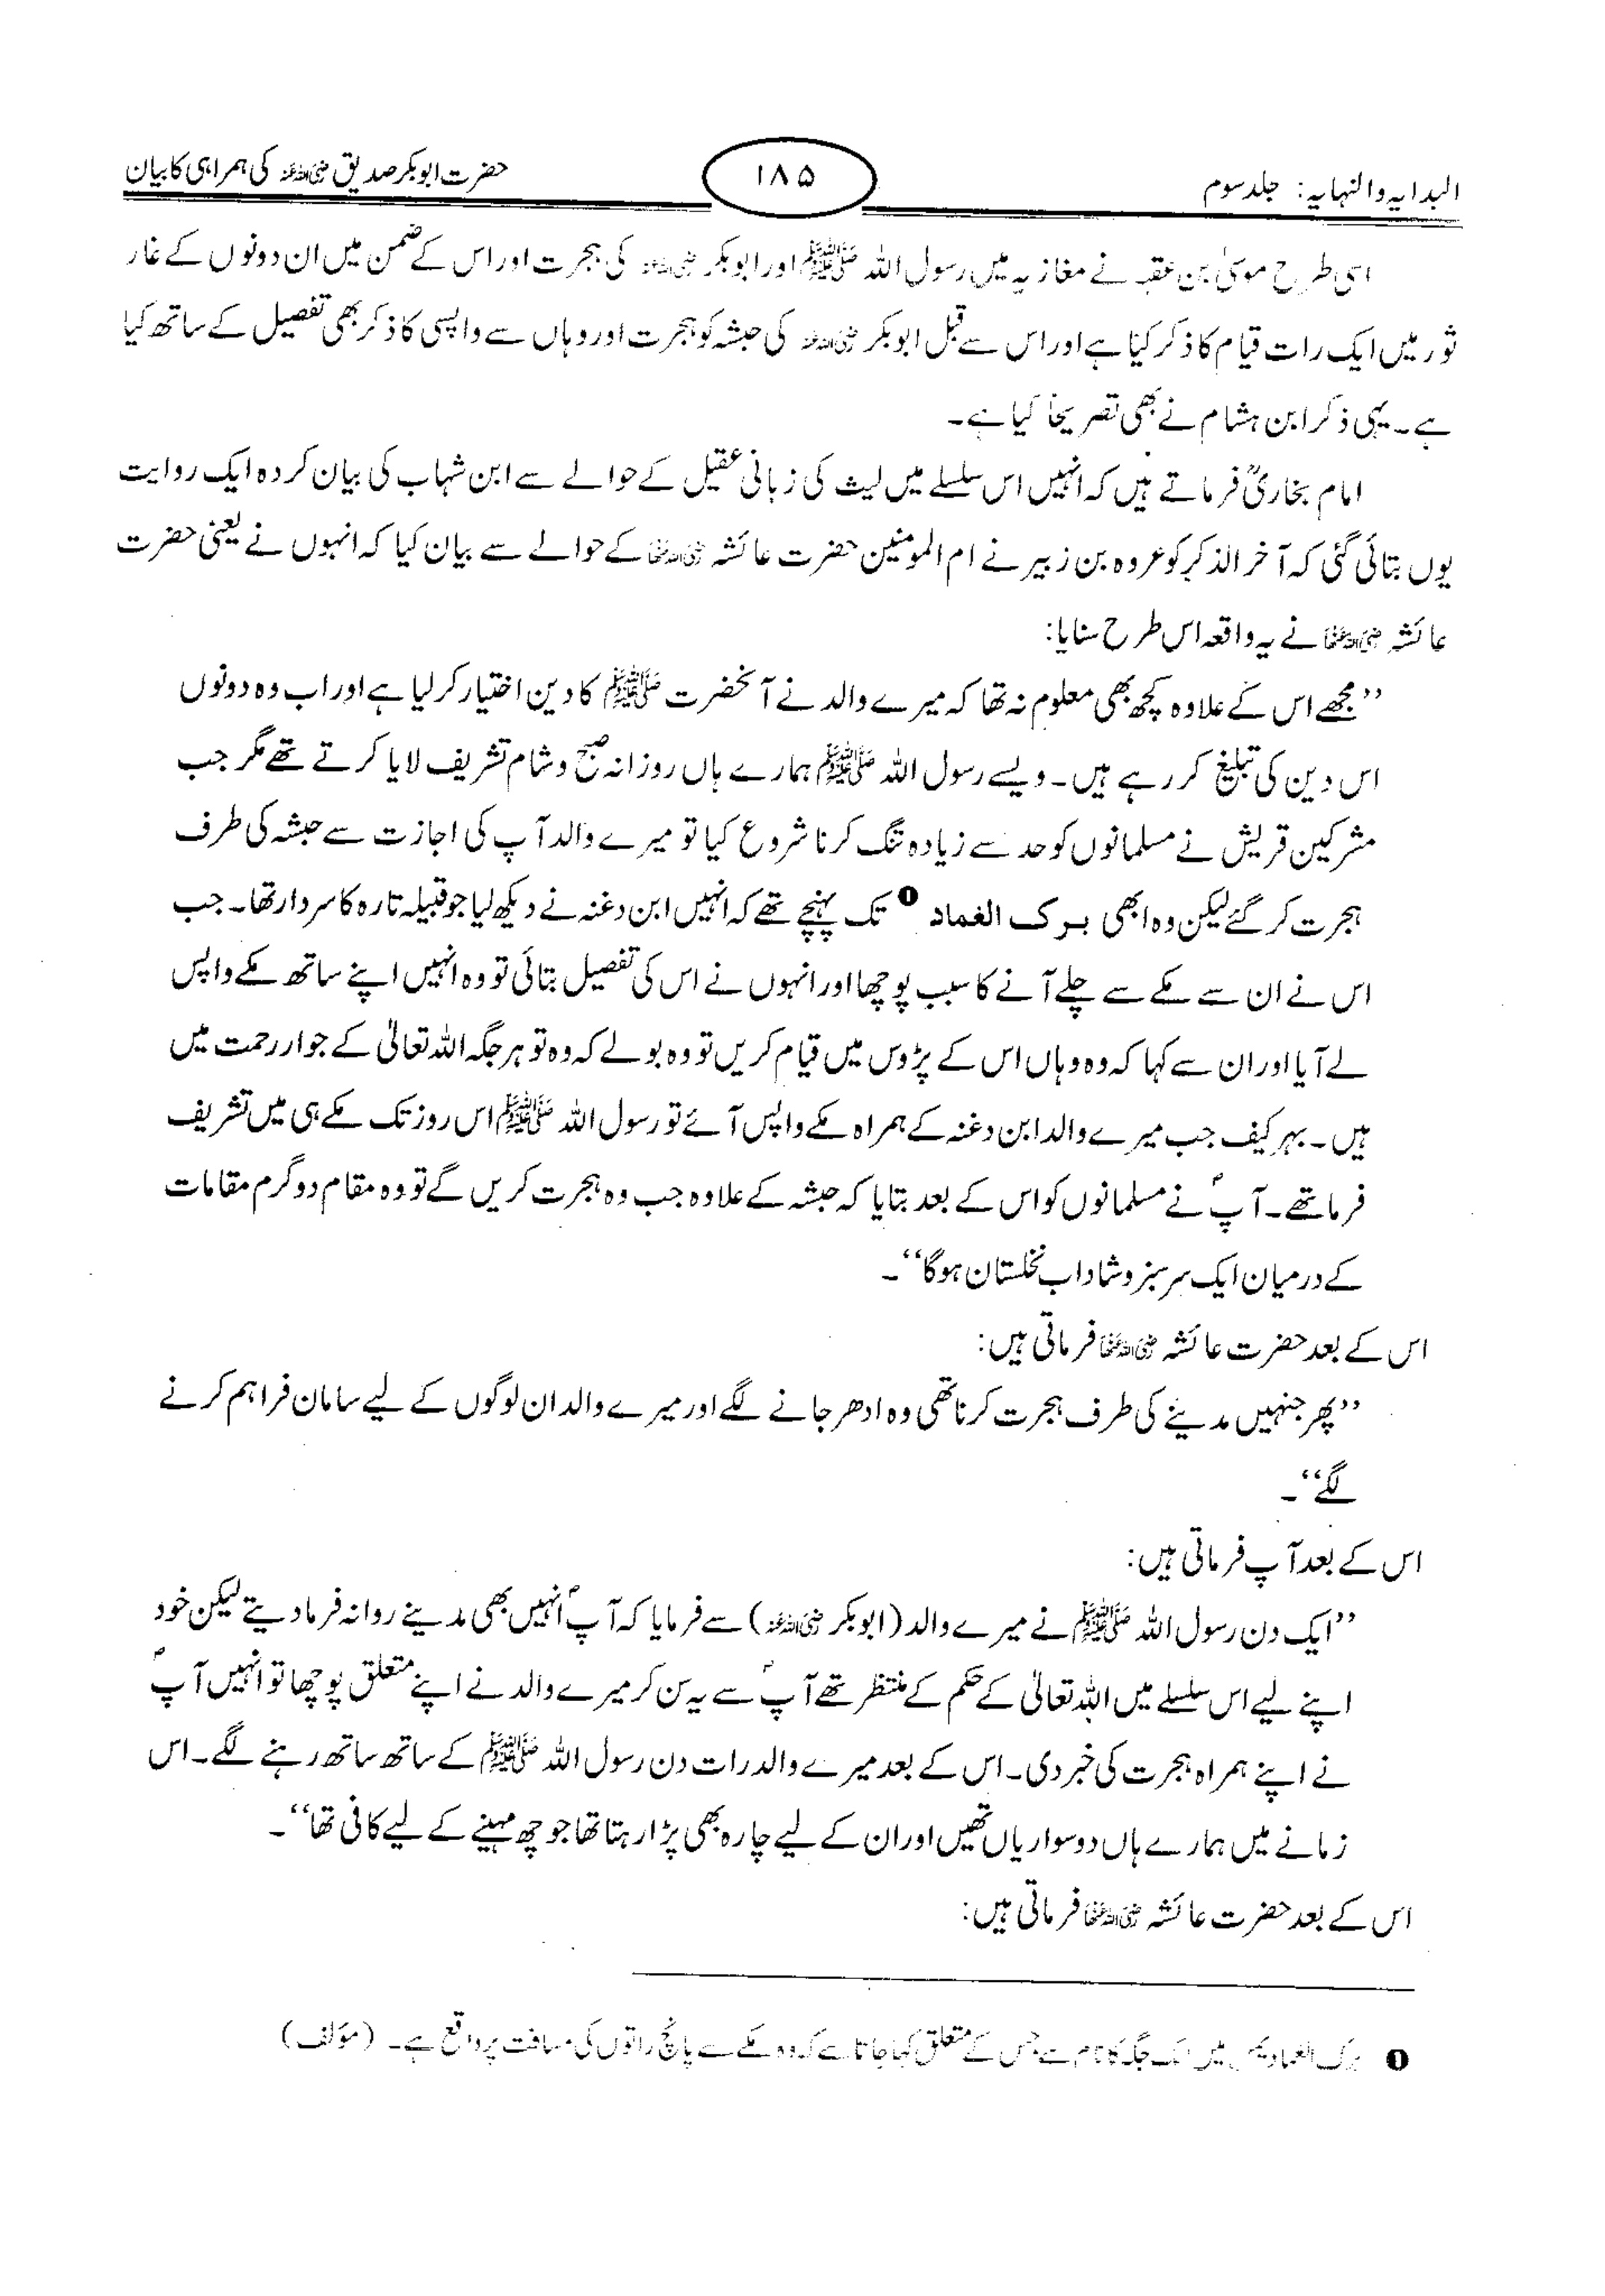 البدایہ والنہایہ: جلد سوم
۱۸۵
حضرت ابوبکر صدیق رضی اللہ عنہ کی ہمراہی کا بیان
اسی طرح موسیٰ بن عقبہ نے مغازیہ میں رسول اللہ ﷺ اور ابوبکر رضی اللہ عنہ کی ہجرت اور اس کے ضمن میں ان دونوں کے غار
ثور میں ایک رات قیام کا ذکر کیا ہے اور اس سے قبل ابوبکر رضی اللہ عنہ کی حبشہ کو ہجرت اور وہاں سے واپسی کا ذکر بھی تفصیل کے ساتھ کیا
ہے۔ یہی ذکر ابن ہشام نے بھی تصریحاً کیا ہے۔
امام بخاریؒ فرماتے ہیں کہ انہیں اس سلسلے میں لیث کی زبانی عقیل کے حوالے سے ابن شہاب کی بیان کردہ ایک روایت
یوں بتائی گئی کہ آخر الذکر کو عروہ بن زبیر نے ام المومنین حضرت عائشہ رضی اللہ عنہا کے حوالے سے بیان کیا کہ انہوں نے یعنی حضرت
عائشہ رضی اللہ عنہا نے یہ واقعہ اس طرح سنایا:
’’مجھے اس کے علاوہ کچھ بھی معلوم نہ تھا کہ میرے والد نے آنحضرت ﷺ کا دین اختیار کر لیا ہے اور اب وہ دونوں
اس دین کی تبلیغ کر رہے ہیں۔ ویسے رسول اللہ ﷺ ہمارے ہاں روزانہ صبح و شام تشریف لایا کرتے تھے مگر جب
مشرکین قریش نے مسلمانوں کو حد سے زیادہ تنگ کرنا شروع کیا تو میرے والد آپ کی اجازت سے حبشہ کی طرف
ہجرت کر گئے لیکن وہ ابھی برک الغماد ❶ تک پہنچے تھے کہ انہیں ابن دغنہ نے دیکھ لیا جو قبیلہ تارہ کا سردار تھا۔ جب
اس نے ان سے مکے سے چلے آنے کا سبب پوچھا اور انہوں نے اس کی تفصیل بتائی تو وہ انہیں اپنے ساتھ مکے واپس
لے آیا اور ان سے کہا کہ وہ وہاں اس کے پڑوس میں قیام کریں تو وہ بولے کہ وہ تو ہر جگہ اللہ تعالیٰ کے جوار رحمت میں
ہیں۔ بہر کیف جب میرے والد ابن دغنہ کے ہمراہ مکے واپس آئے تو رسول اللہ ﷺ اس روز تک مکے ہی میں تشریف
فرما تھے۔ آپؐ نے مسلمانوں کو اس کے بعد بتایا کہ حبشہ کے علاوہ جب وہ ہجرت کریں گے تو وہ مقام دو گرم مقامات
کے درمیان ایک سرسبز و شاداب نخلستان ہوگا‘‘۔
اس کے بعد حضرت عائشہ رضی اللہ عنہا فرماتی ہیں:
’’پھر جنہیں مدینے کی طرف ہجرت کرنا تھی وہ ادھر جانے لگے اور میرے والد ان لوگوں کے لیے سامان فراہم کرنے
لگے‘‘۔
اس کے بعد آپ فرماتی ہیں:
’’ایک دن رسول اللہ ﷺ نے میرے والد (ابوبکر رضی اللہ عنہ) سے فرمایا کہ آپؐ انہیں بھی مدینے روانہ فرما دیتے لیکن خود
اپنے لیے اس سلسلے میں اللہ تعالیٰ کے حکم کے منتظر تھے آپؐ سے یہ سن کر میرے والد نے اپنے متعلق پوچھا تو انہیں آپؐ
نے اپنے ہمراہ ہجرت کی خبر دی۔ اس کے بعد میرے والد رات دن رسول اللہ ﷺ کے ساتھ ساتھ رہنے لگے۔ اس
زمانے میں ہمارے ہاں دو سواریاں تھیں اور ان کے لیے چارہ بھی پڑا رہتا تھا جو چھ مہینے کے لیے کافی تھا‘‘۔
اس کے بعد حضرت عائشہ رضی اللہ عنہا فرماتی ہیں:
❶ برک الغماد یمن میں ایک جگہ کا نام ہے جس کے متعلق کہا جاتا ہے کہ وہ مکے سے پانچ راتوں کی مسافت پر واقع ہے۔ (مؤلف)